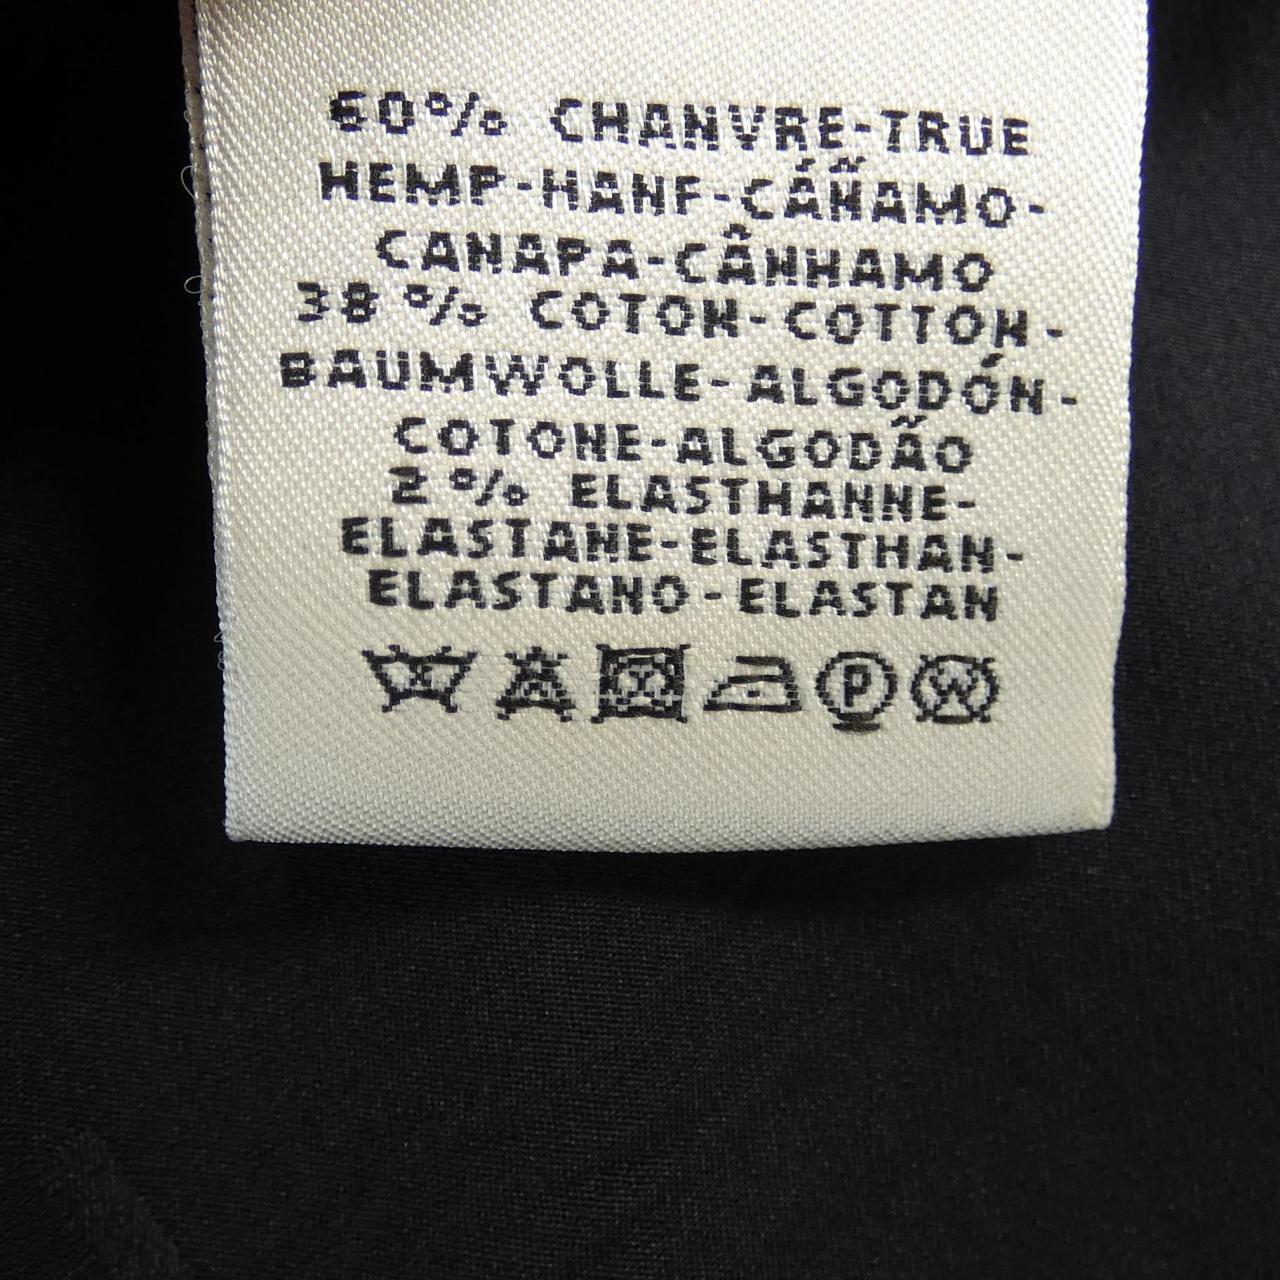 60% CHANVRE-TRUE
HEMP-HANF-CÁÑAMO-
CANAPA-CÂNHAMO
38 % COTON-COTTON-
BAUMWOLLE-ALGODÓN-
COTONE-ALGODÃO
2 % ELASTHANNE-
ELASTANE-ELASTHAN-
ELASTANO-ELASTAN
P W